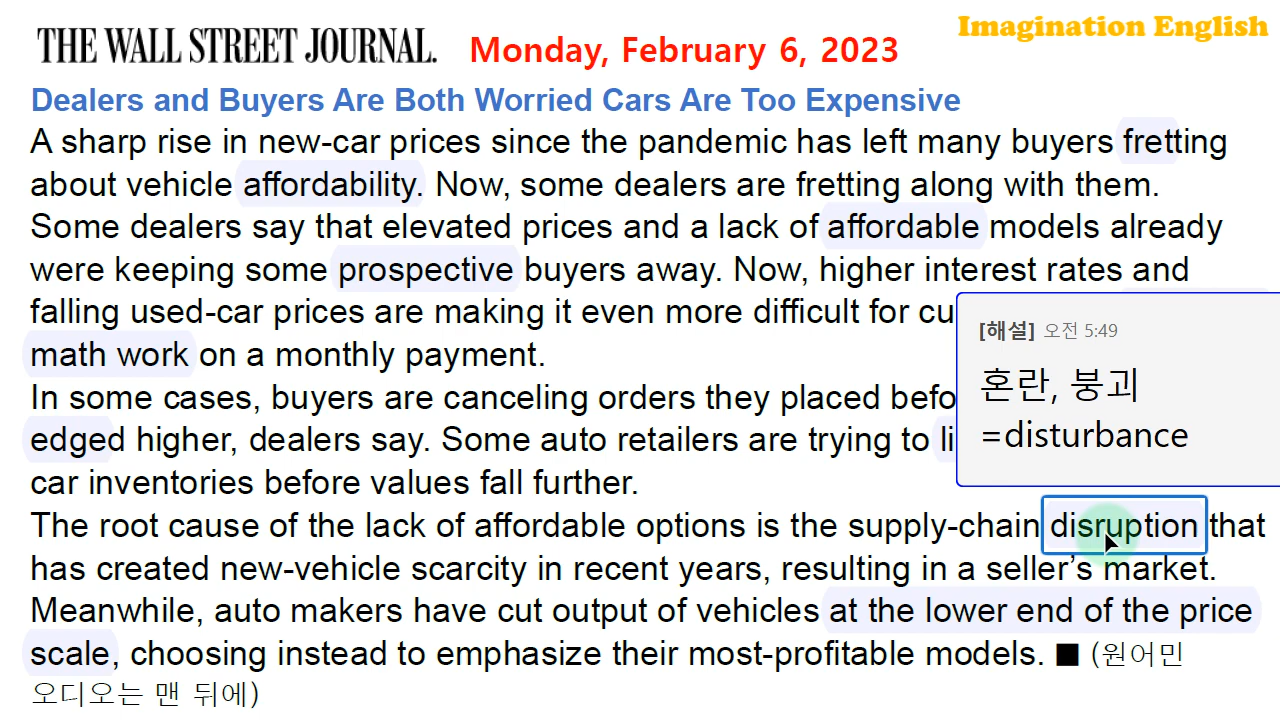 THE WALL STREET JOURNAL. Monday, February 6, 2023
Imagination English
Dealers and Buyers Are Both Worried Cars Are Too Expensive
A sharp rise in new-car prices since the pandemic has left many buyers fretting
about vehicle affordability. Now, some dealers are fretting along with them.
Some dealers say that elevated prices and a lack of affordable models already
were keeping some prospective buyers away. Now, higher interest rates and
falling used-car prices are making it even more difficult for cu
math work on a monthly payment.
In some cases, buyers are canceling orders they placed befo
edged higher, dealers say. Some auto retailers are trying to li
car inventories before values fall further.
[해설] 오전 5:49
혼란, 붕괴
=disturbance
The root cause of the lack of affordable options is the supply-chain disruption that
has created new-vehicle scarcity in recent years, resulting in a seller’s market.
Meanwhile, auto makers have cut output of vehicles at the lower end of the price
scale, choosing instead to emphasize their most-profitable models. ■ (원어민
오디오는 맨 뒤에)